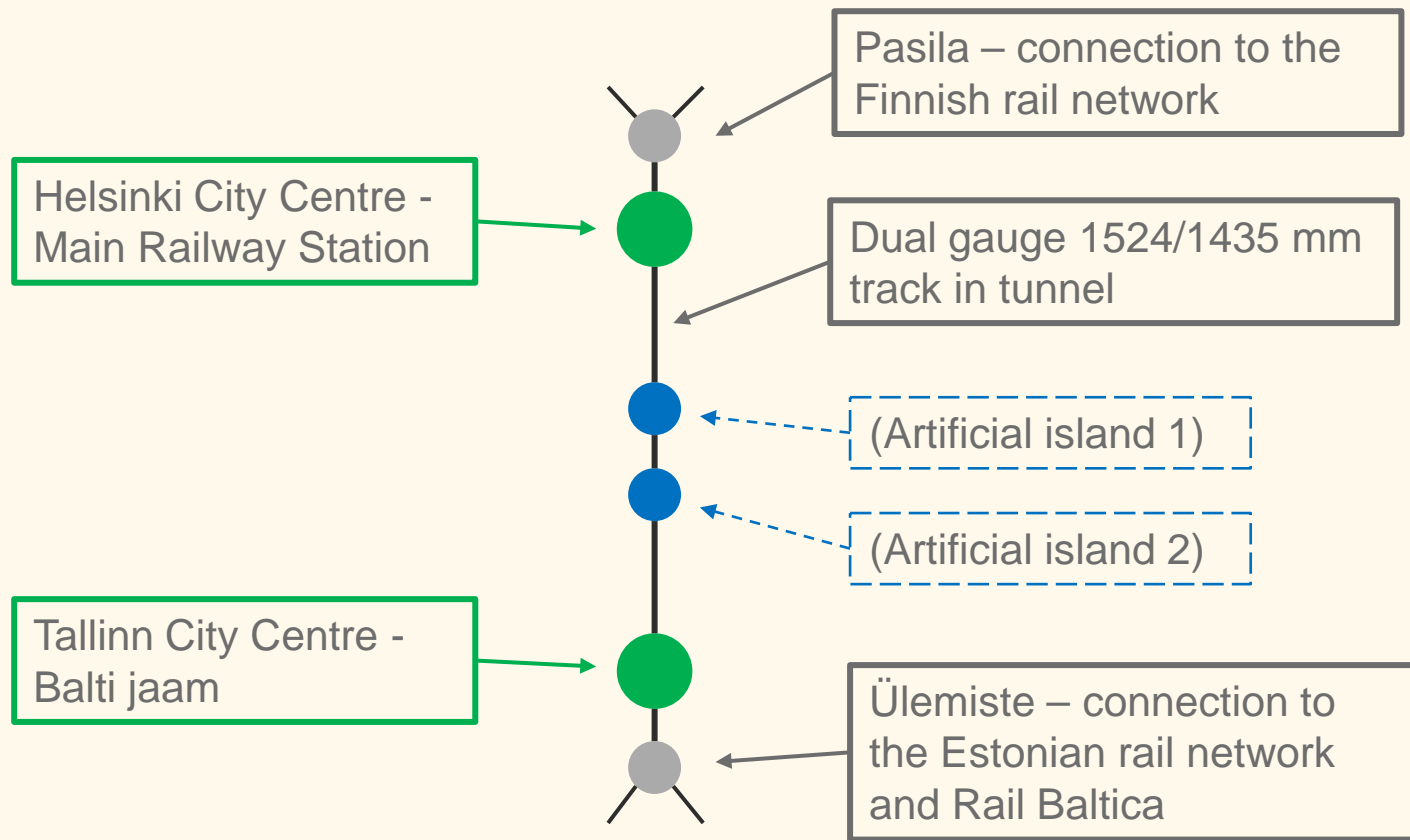 Pasila – connection to the
Finnish rail network
Helsinki City Centre -
Main Railway Station
Dual gauge 1524/1435 mm
track in tunnel
(Artificial island 1)
(Artificial island 2)
Tallinn City Centre -
Balti jaam
Ülemiste – connection to
the Estonian rail network
and Rail Baltica